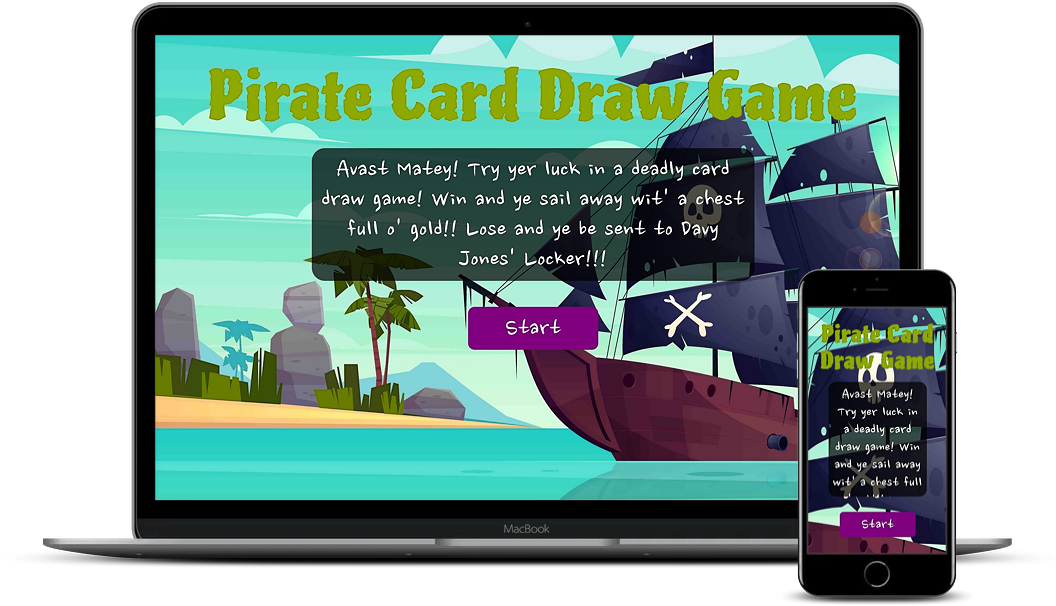 Pirate Card Draw Game
Avast Matey! Try yer luck in a deadly card
draw game! Win and ye sail away wit' a chest
full o' gold!! Lose and ye be sent to Davy
Jones' Locker!!!
Start
MacBook
Pirate Card
Draw Game
Avast Matey!
Try yer luck in
a deadly card
draw game! Win
and ye sail away
wit' a chest full
Start